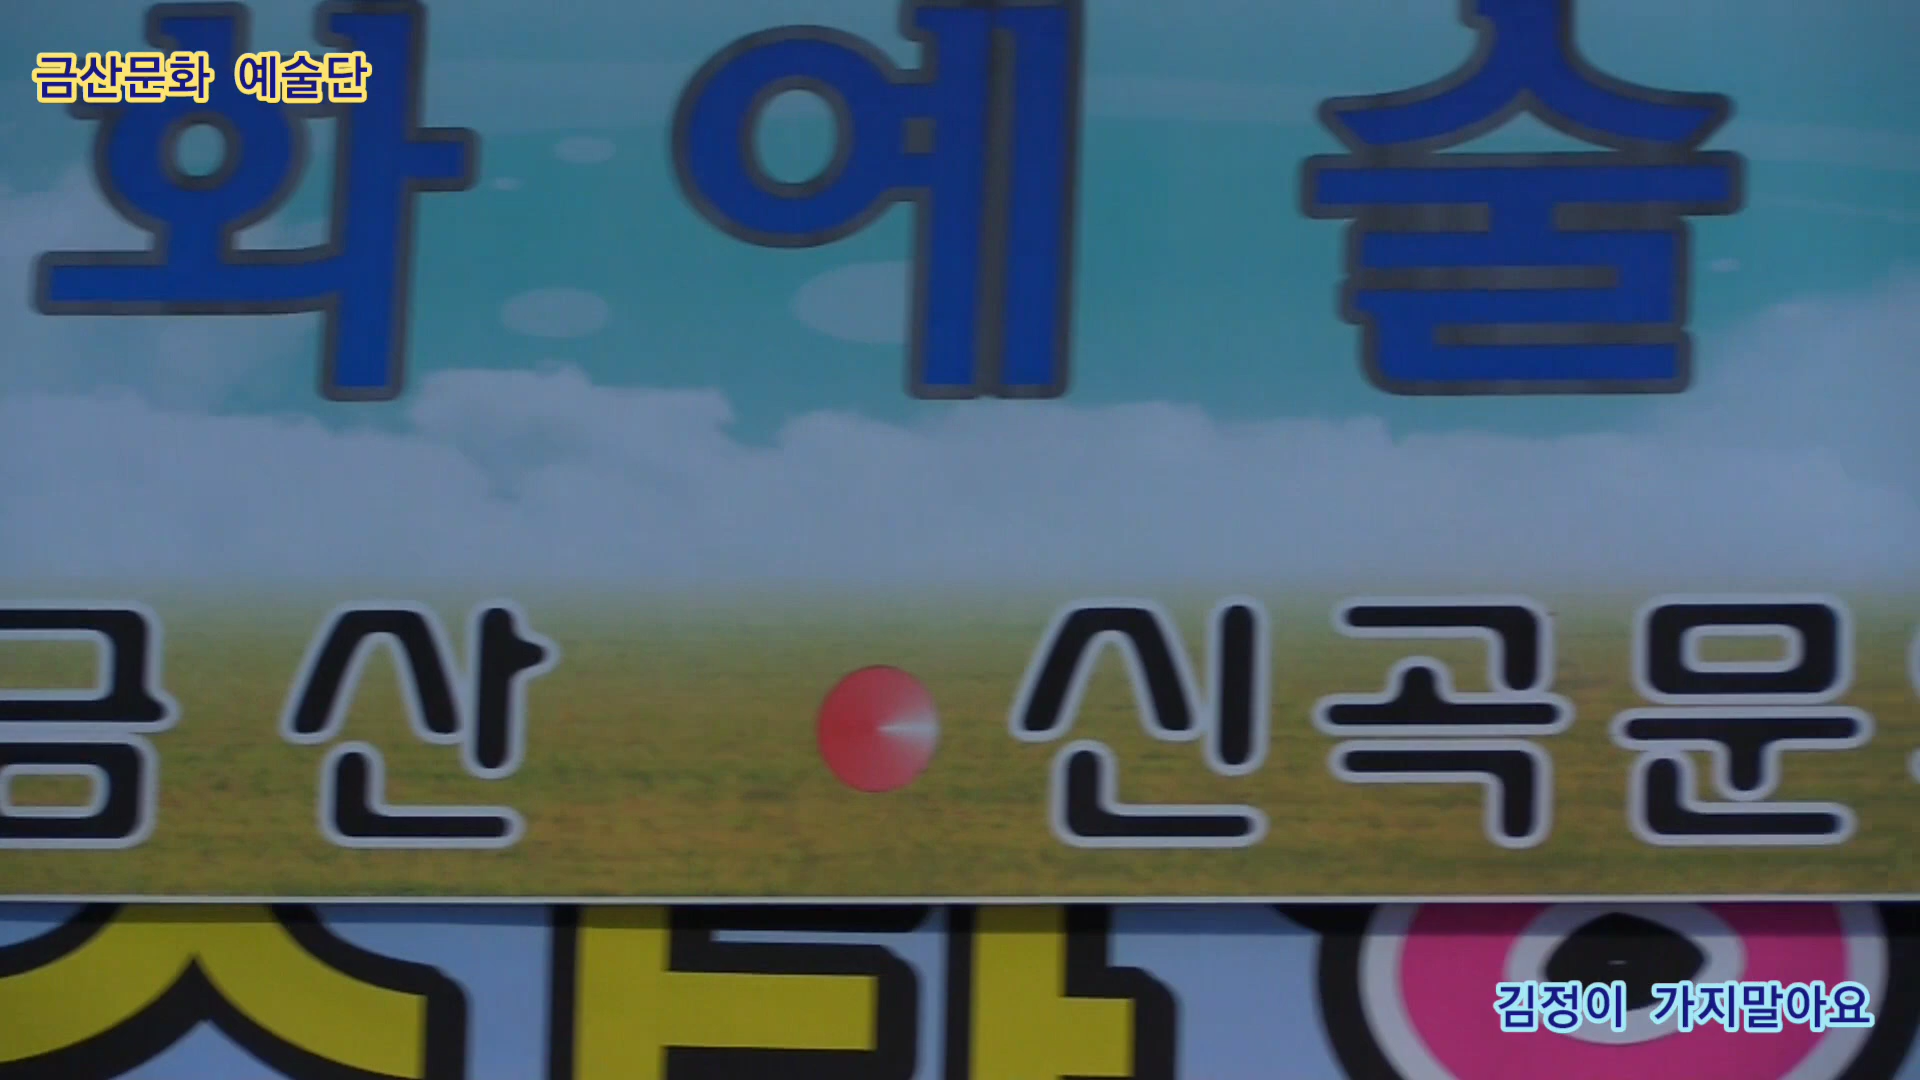 금산문화 예술단
화예술
금산 • 신곡문
김정이 가지말아요